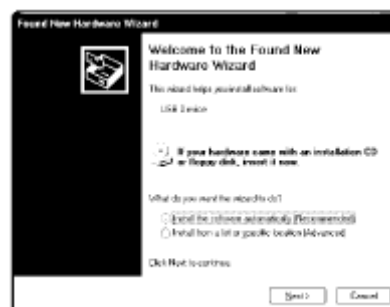 Found New Hardware Wizard
Welcome to the Found New
Hardware Wizard
This wizard helps you install software for:
USB Device
If your hardware came with an installation CD
or floppy disk, insert it now.
What do you want the wizard to do?
Install the software automatically (Recommended)
Install from a list or specific location (Advanced)
Click Next to continue.
Next >
Cancel